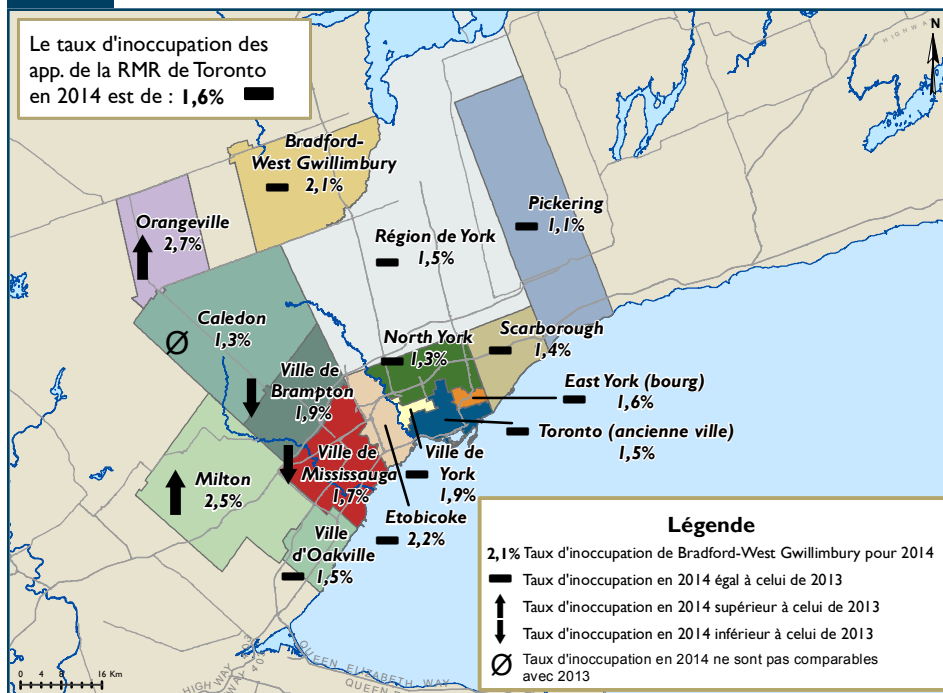 Le taux d'inoccupation des
app. de la RMR de Toronto
en 2014 est de : 1,6%
HIGHWAY
N
Bradford-
West Gwillimbury
2,1%
Orangeville
2,7%
Région de York
1,5%
Pickering
1,1%
Caledon
1,3%
Ville de
Brampton
1,9%
North York
1,3%
Scarborough
1,4%
East York (bourg)
1,6%
Toronto (ancienne ville)
1,5%
Ville de
Mississauga
1,7%
Ville de
York
1,9%
Milton
2,5%
Etobicoke
2,2%
Ville
d'Oakville
1,5%
Légende
2,1% Taux d'inoccupation de Bradford-West Gwillimbury pour 2014
Taux d'inoccupation en 2014 égal à celui de 2013
Taux d'inoccupation en 2014 supérieur à celui de 2013
Taux d'inoccupation en 2014 inférieur à celui de 2013
Ø Taux d'inoccupation en 2014 ne sont pas comparables
avec 2013
0 4 8 16 Km
HIGHWAY 403
QUEEN ELIZABETH WAY